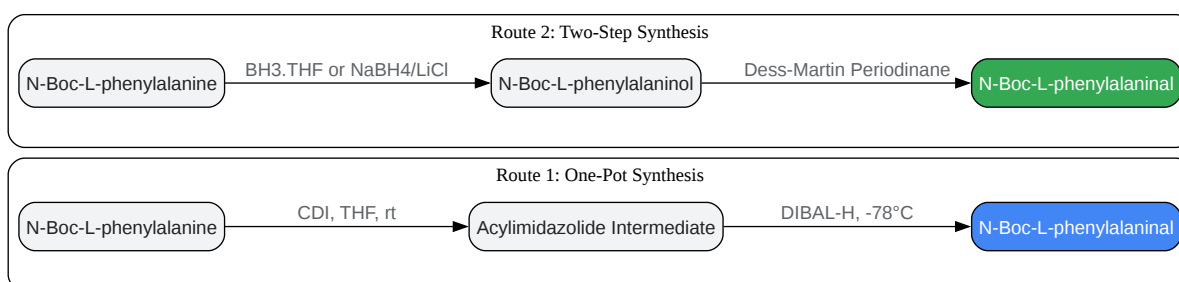 Route 2: Two-Step Synthesis
N-Boc-L-phenylalanine BH3.THF or NaBH4/LiCl N-Boc-L-phenylalaninol Dess-Martin Periodinane N-Boc-L-phenylalaninal
Route 1: One-Pot Synthesis
N-Boc-L-phenylalanine CDI, THF, rt Acylimidazolide Intermediate DIBAL-H, -78°C N-Boc-L-phenylalaninal